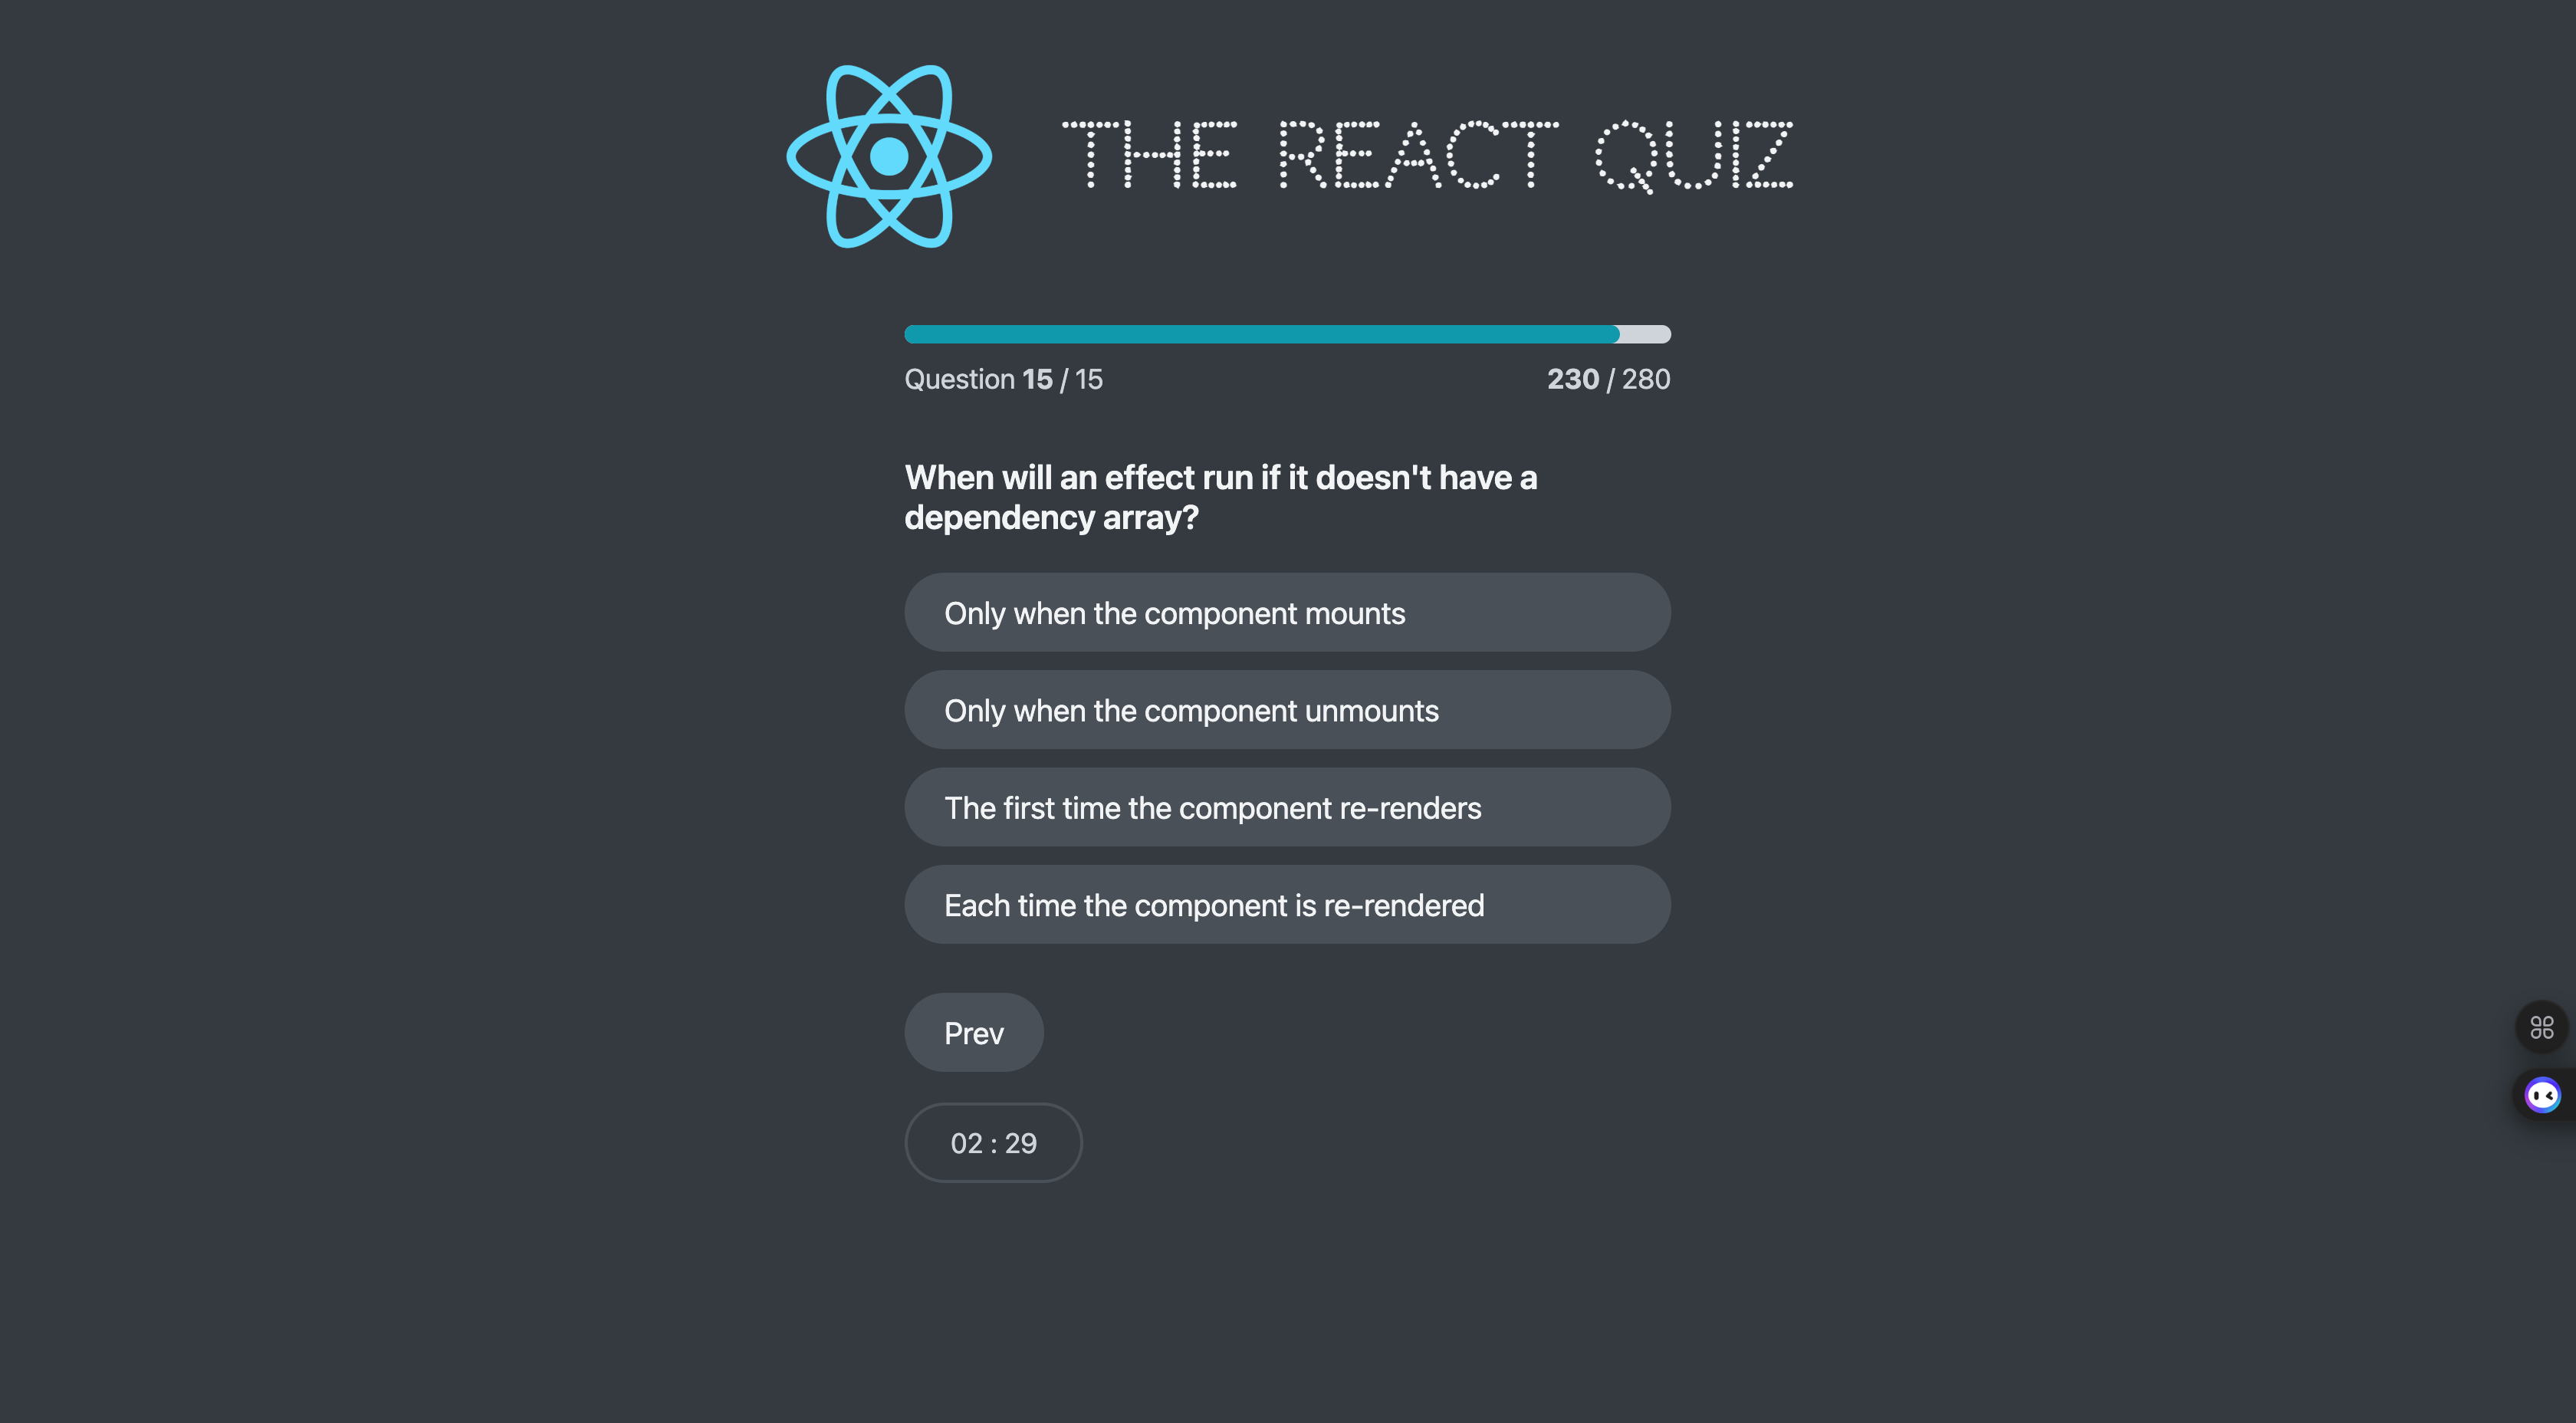 THE REACT QUIZ
Question 15 / 15
230 / 280
When will an effect run if it doesn't have a
dependency array?
Only when the component mounts
Only when the component unmounts
The first time the component re-renders
Each time the component is re-rendered
Prev
02 : 29